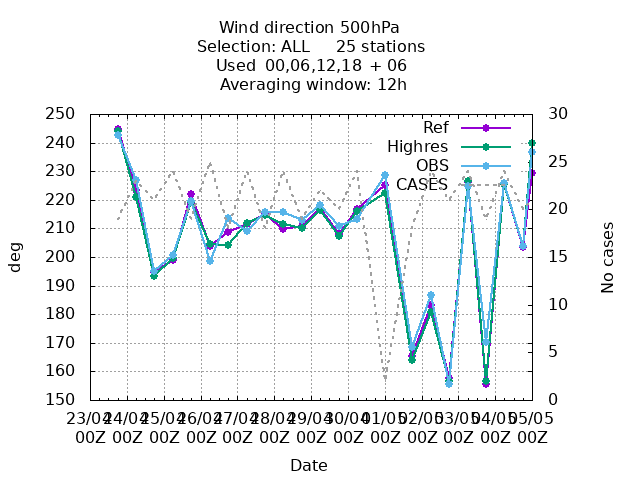 Wind direction 500hPa
Selection: ALL 25 stations
Used 00,06,12,18 + 06
Averaging window: 12h
250
240
230
220
210
200
190
180
170
160
150
deg
30
25
20
15
10
5
0
No cases
Ref
Highres
OBS
CASES
23/04 24/04 25/04 26/04 27/04 28/04 29/04 30/04 01/05 02/05 03/05 04/05 05/05
00Z 00Z 00Z 00Z 00Z 00Z 00Z 00Z 00Z 00Z 00Z 00Z 00Z
Date